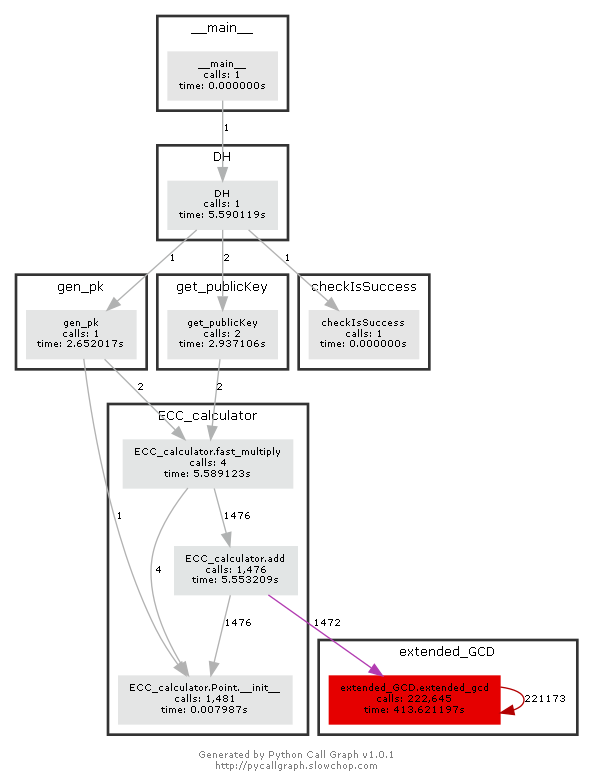 __main__
__main__
calls: 1
time: 0.000000s
1
DH
DH
calls: 1
time: 5.590119s
1
2
1
gen_pk
get_publicKey
checkIsSuccess
gen_pk
calls: 1
time: 2.652017s
get_publicKey
calls: 2
time: 2.937106s
checkIsSuccess
calls: 1
time: 0.000000s
2
2
ECC_calculator
ECC_calculator.fast_multiply
calls: 4
time: 5.589123s
1
1476
ECC_calculator.add
calls: 1,476
time: 5.553209s
4
1476
1472
extended_GCD
ECC_calculator.Point.__init__
calls: 1,481
time: 0.007987s
extended_GCD.extended_gcd
calls: 222,645
time: 413.621197s
221173
Generated by Python Call Graph v1.0.1
http://pycallgraph.slowchop.com